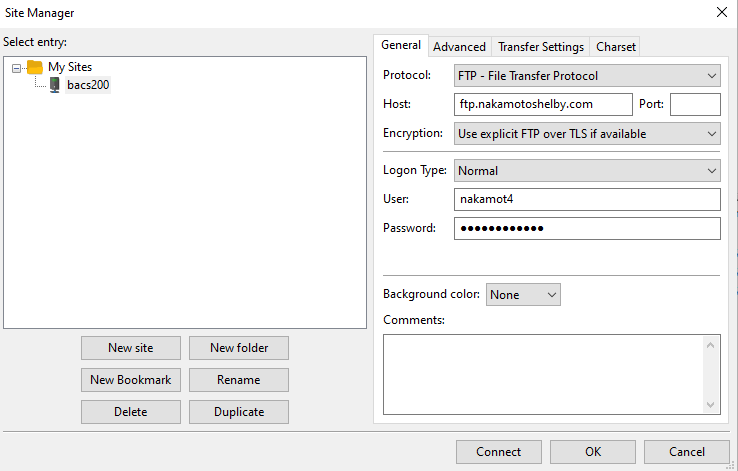 Site Manager
Select entry:
My Sites
bacs200
New site
New folder
New Bookmark
Rename
Delete
Duplicate
General
Advanced
Transfer Settings
Charset
Protocol:
FTP - File Transfer Protocol
Host:
ftp.nakamotoshelby.com
Port:
Encryption:
Use explicit FTP over TLS if available
Logon Type:
Normal
User:
nakamot4
Password:
●●●●●●●●●●●●
Background color:
None
Comments:
Connect
OK
Cancel